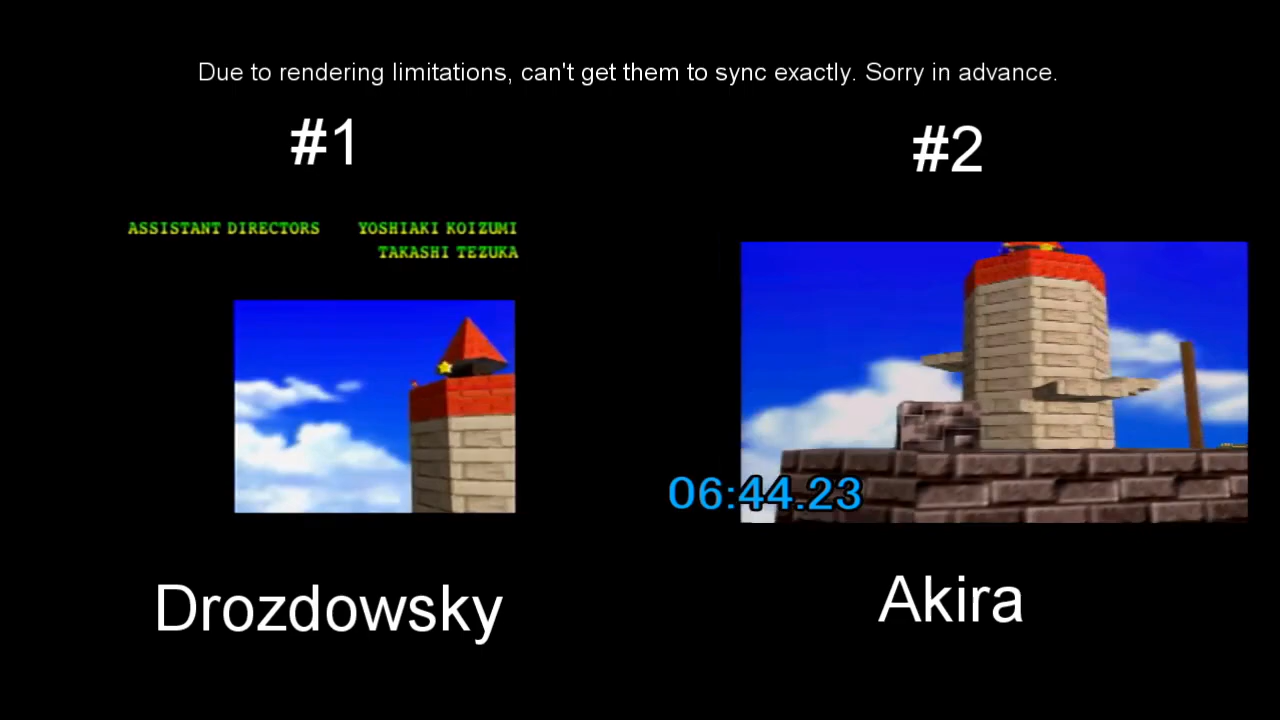 Due to rendering limitations, can't get them to sync exactly. Sorry in advance.
#1
#2
ASSISTANT DIRECTORS YOSHIAKI KOIZUMI
TAKASHI TEZUKA
06:44.23
Drozdowsky
Akira